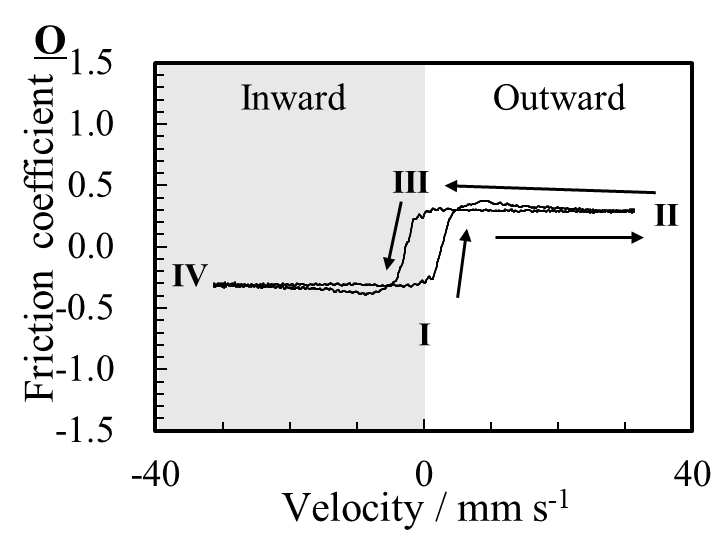 O
1.5
Inward
Outward
1.0
0.5
III
II
0.0
IV
-0.5
I
-1.0
-1.5
Friction coefficient
-40
0
40
Velocity / mm s-1